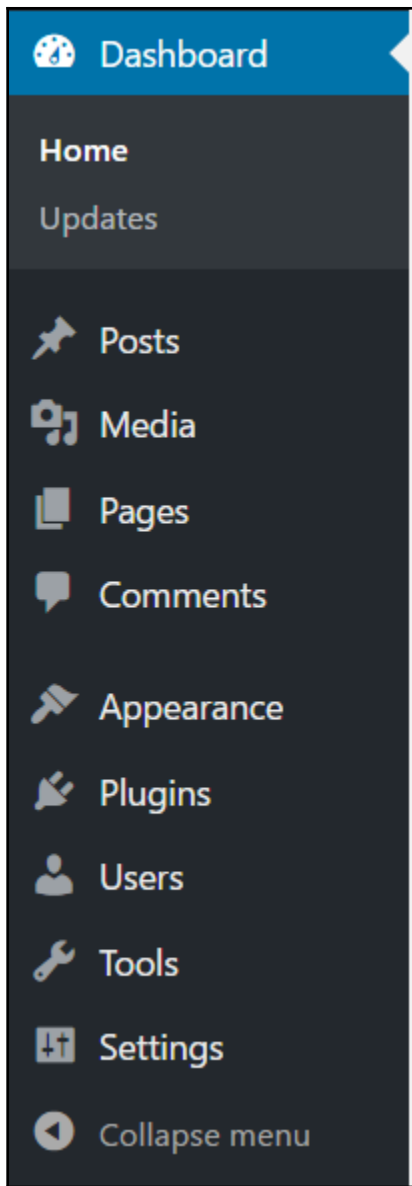 Dashboard
Home
Updates
Posts
Media
Pages
Comments
Appearance
Plugins
Users
Tools
Settings
Collapse menu